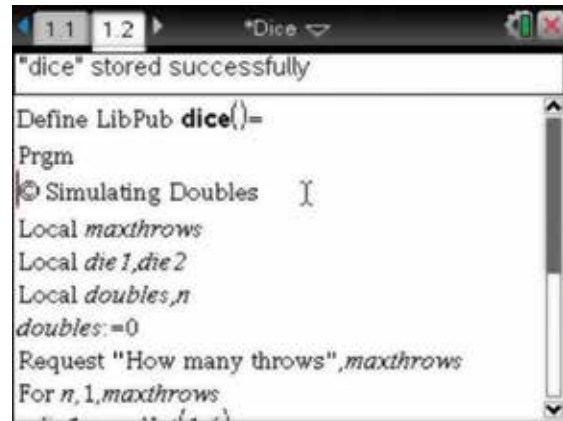 1.1 1.2 *Dice
"dice" stored successfully
Define LibPub dice()=
Prgm
© Simulating Doubles
Local maxthrows
Local die1,die2
Local doubles,n
doubles:=0
Request "How many throws",maxthrows
For n,1,maxthrows